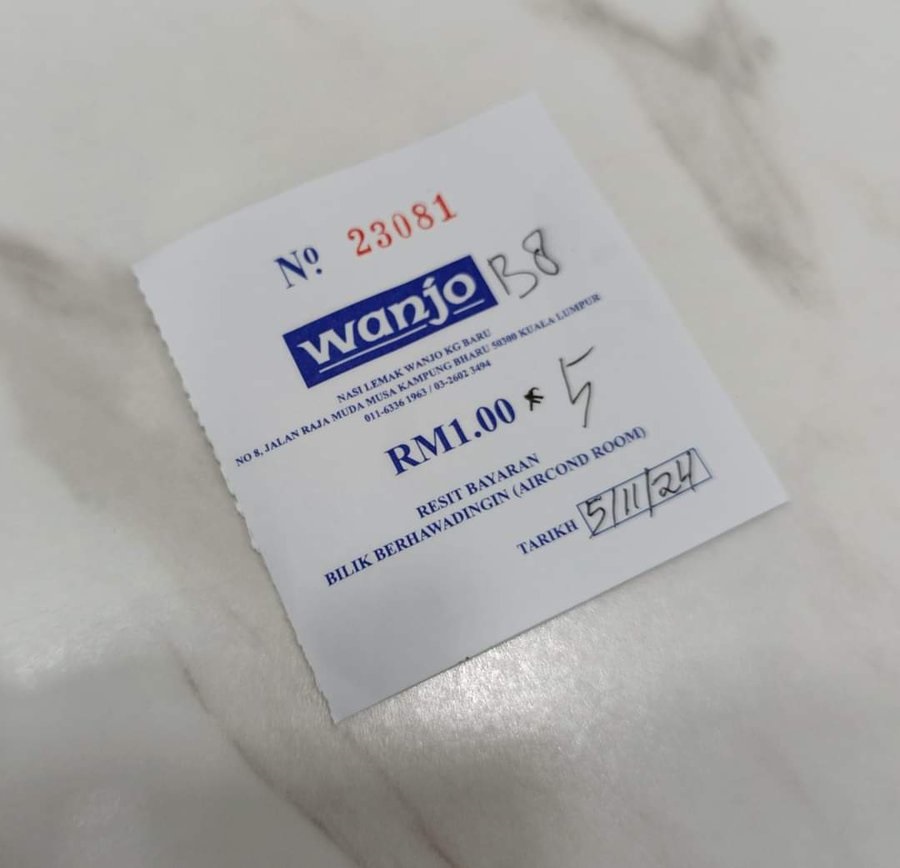 Nº 23081
wanjo B8
NASI LEMAK WANJO KG BARU
NO 8, JALAN RAJA MUDA MUSA KAMPUNG BHARU 50300 KUALA LUMPUR
011-6336 1963 / 03-2602 3494
RM1.00 * 5
RESIT BAYARAN
BILIK BERHAWADINGIN (AIRCOND ROOM)
TARIKH 5/11/24